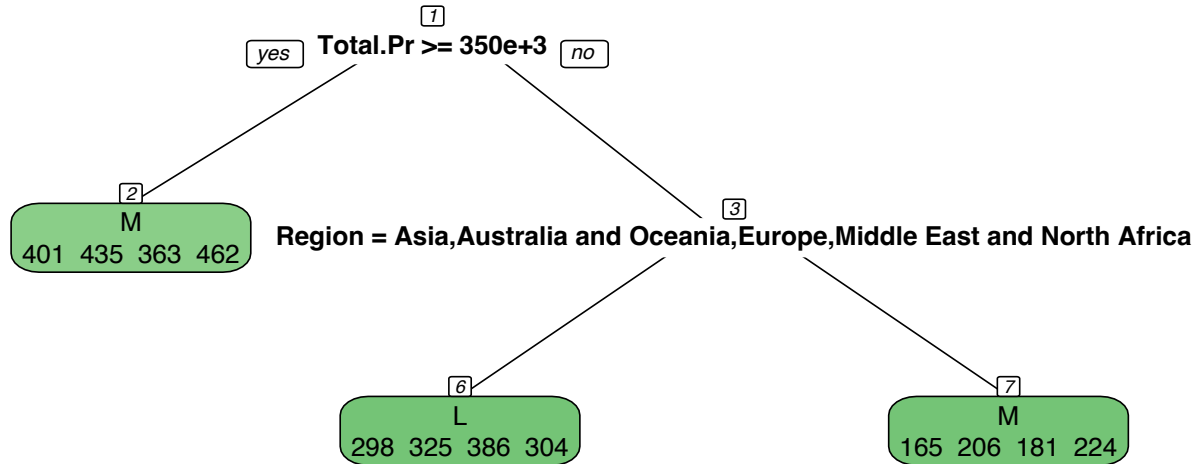 1
yes Total.Pr >= 350e+3 no
2
M
401 435 363 462
3
Region = Asia,Australia and Oceania,Europe,Middle East and North Africa
6
L
298 325 386 304
7
M
165 206 181 224